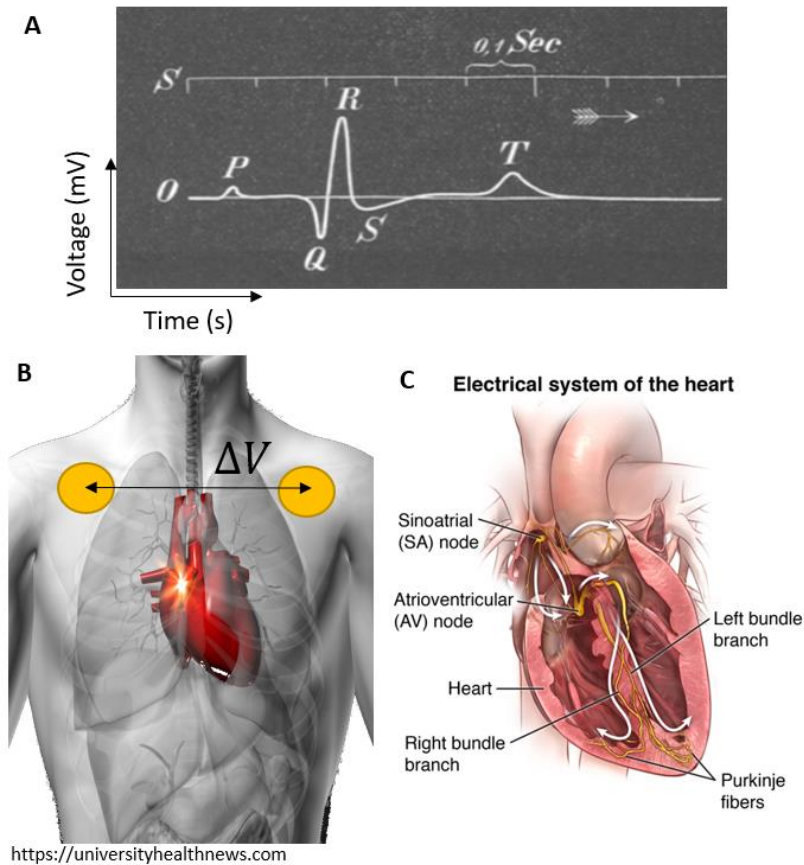 A
0,1 Sec
S
R
P
T
0
S
Q
Voltage (mV)
Time (s)
B
ΔV
C
Electrical system of the heart
Sinoatrial
(SA) node
Atrioventricular
(AV) node
Left bundle
branch
Heart
Right bundle
branch
Purkinje
fibers
https://universityhealthnews.com